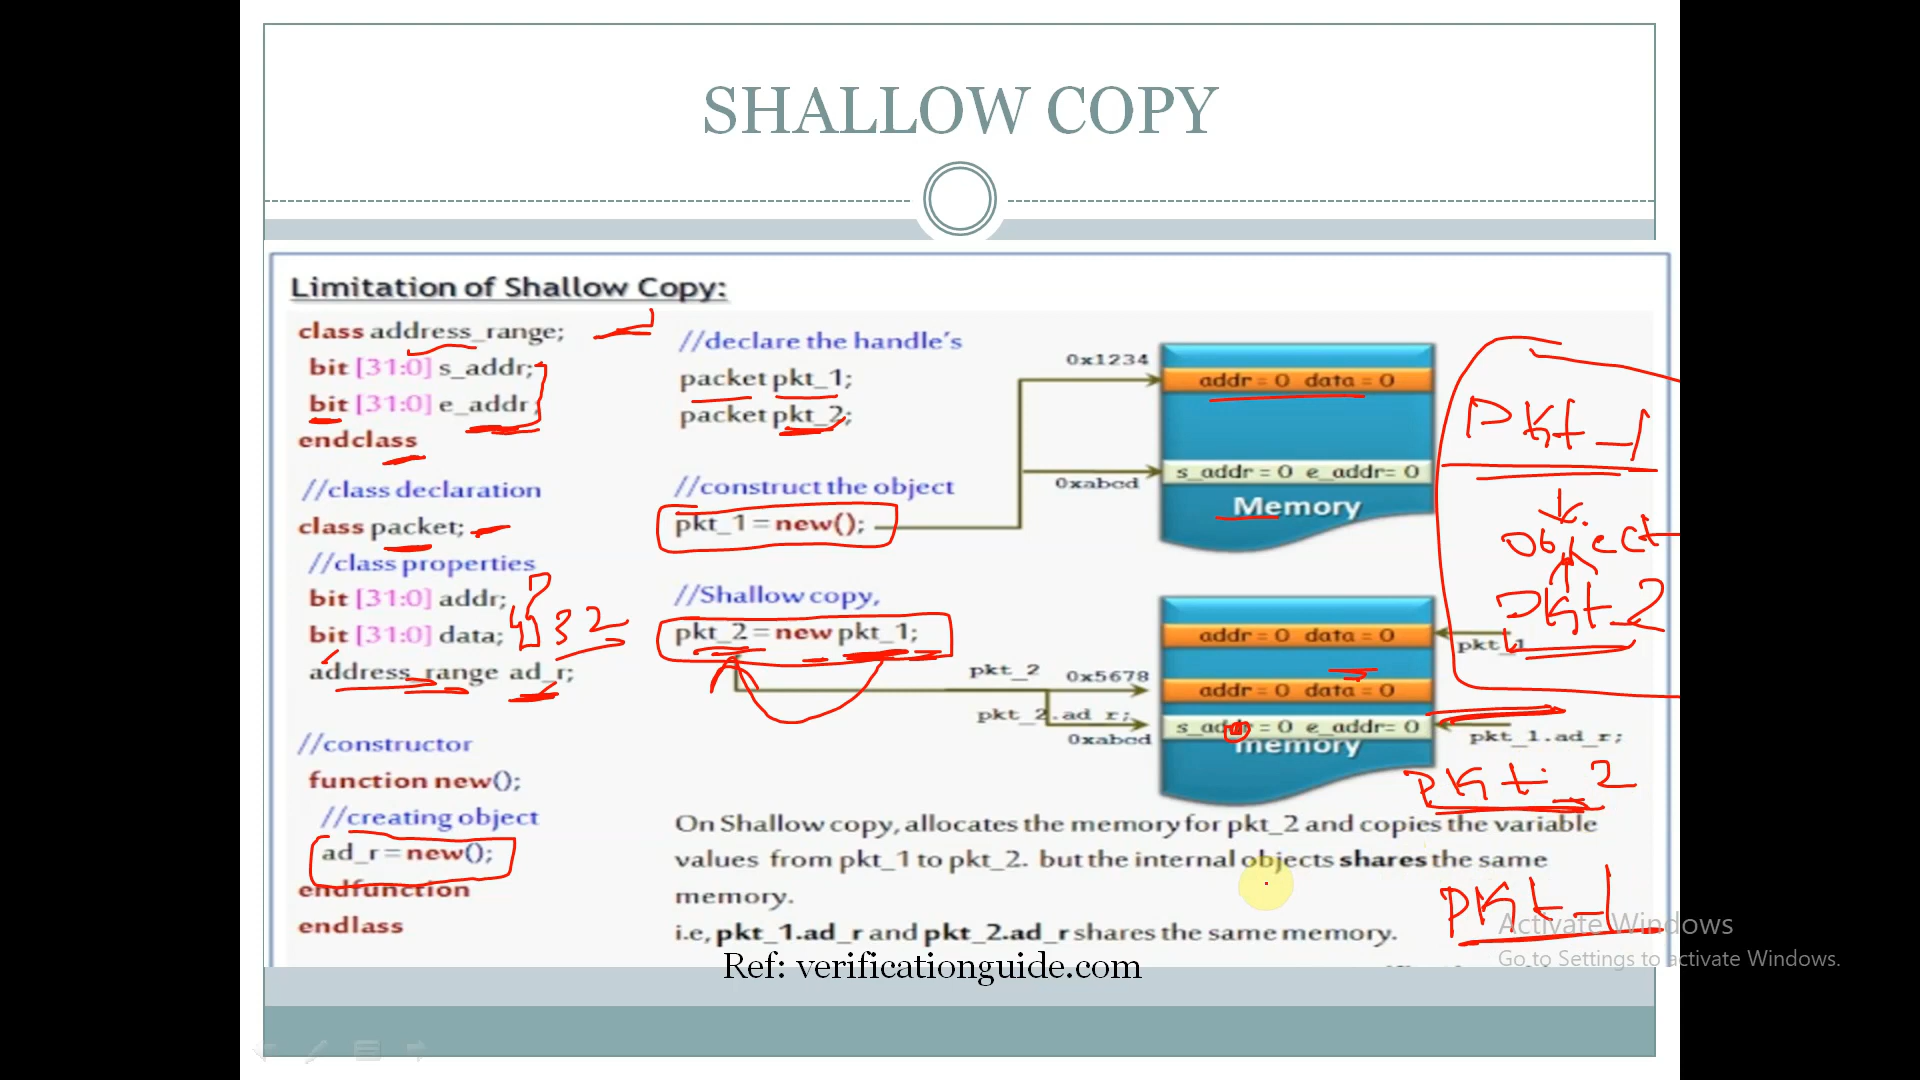 SHALLOW COPY
Limitation of Shallow Copy:
class address_range;
bit [31:0] s_addr;
bit [31:0] e_addr;
endclass
//class declaration
class packet;
//class properties
bit [31:0] addr;
bit [31:0] data;
32
address_range ad_r;
//constructor
function new();
//creating object
ad_r = new();
endfunction
endlass
//declare the handle's
packet pkt_1;
packet pkt_2;
//construct the object
pkt_1 = new();
//Shallow copy,
pkt_2 = new pkt_1;
0x1234
addr = 0 data = 0
0xabcd
s_addr = 0 e_addr= 0
Memory
addr = 0 data = 0
pkt_1
pkt_2
0x5678
addr = 0 data = 0
pkt_2.ad_r;
0xabcd
s_addr = 0 e_addr= 0
pkt_1.ad_r;
memory
Pkt_1
object
pkt_2
pkt_2
pkt_1
On Shallow copy, allocates the memory for pkt_2 and copies the variable
values from pkt_1 to pkt_2. but the internal objects shares the same
memory.
i.e, pkt_1.ad_r and pkt_2.ad_r shares the same memory.
Ref: verificationguide.com
Activate Windows
Go to Settings to activate Windows.